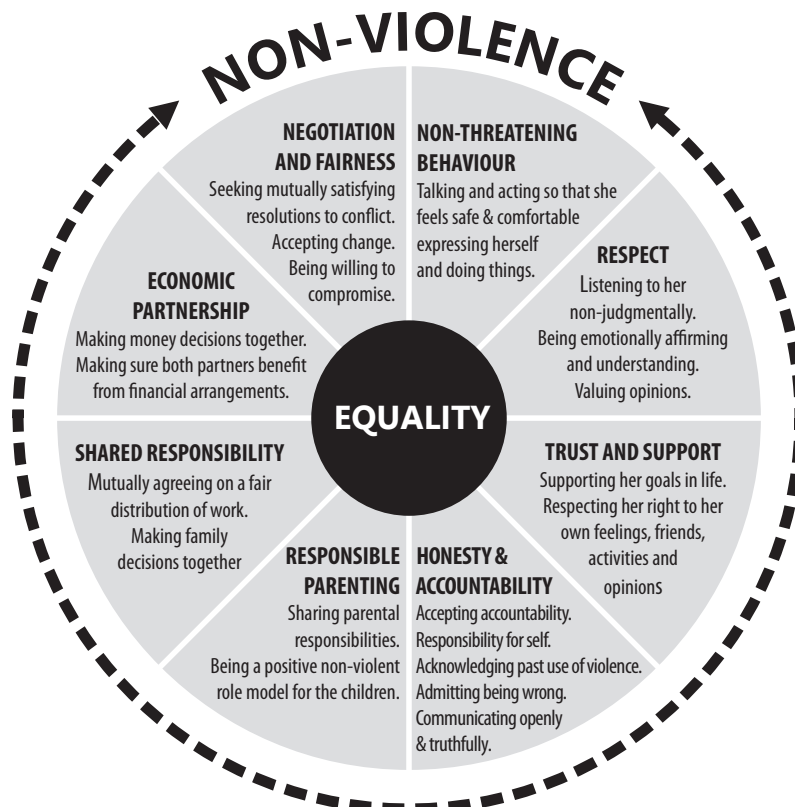 NON-VIOLENCE
NEGOTIATION
AND FAIRNESS
Seeking mutually satisfying
resolutions to conflict.
Accepting change.
Being willing to
compromise.
NON-THREATENING
BEHAVIOUR
Talking and acting so that she
feels safe & comfortable
expressing herself
and doing things.
RESPECT
Listening to her
non-judgmentally.
Being emotionally affirming
and understanding.
Valuing opinions.
TRUST AND SUPPORT
Supporting her goals in life.
Respecting her right to her
own feelings, friends,
activities and
opinions
HONESTY &
ACCOUNTABILITY
Accepting accountability.
Responsibility for self.
Acknowledging past use of violence.
Admitting being wrong.
Communicating openly
& truthfully.
RESPONSIBLE
PARENTING
Sharing parental
responsibilities.
Being a positive non-violent
role model for the children.
SHARED RESPONSIBILITY
Mutually agreeing on a fair
distribution of work.
Making family
decisions together
ECONOMIC
PARTNERSHIP
Making money decisions together.
Making sure both partners benefit
from financial arrangements.
EQUALITY